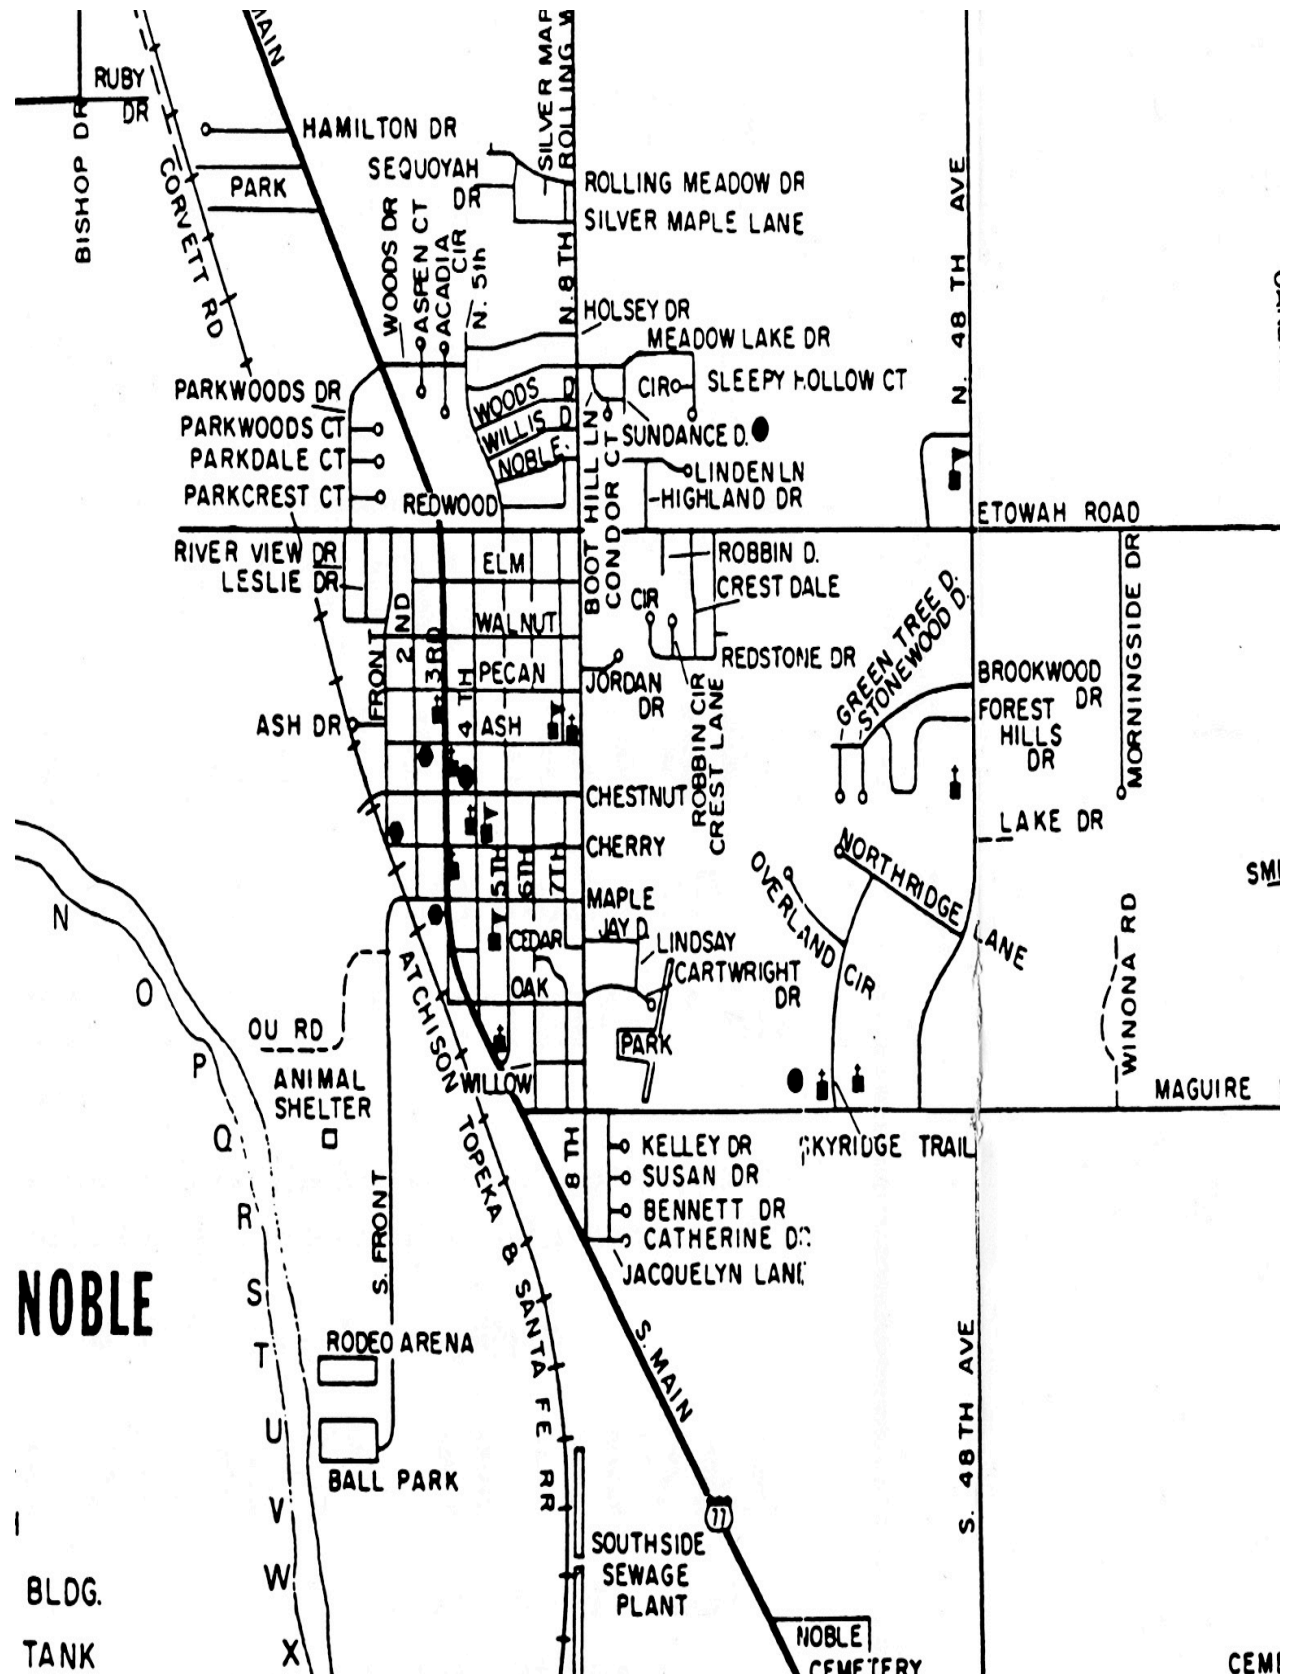 MAIN
SILVER MAP
ROLLING W
RUBY
DR
HAMILTON DR
BISHOP DR
CORVETT RD
PARK
SEQUOYAH
DR
ROLLING MEADOW DR
SILVER MAPLE LANE
N. 48 TH AVE
WOODS DR
ASPEN CT
ACADIA
CIR
N. 5th
N. 8 TH
HOLSEY DR
MEADOW LAKE DR
PARKWOODS DR
CIR
SLEEPY HOLLOW CT
WOODS D.
PARKWOODS CT
WILLIS D.
SUNDANCE D.
PARKDALE CT
NOBLE.
LINDEN LN
PARKCREST CT
REDWOOD
HIGHLAND DR
BOOT HILL LN
CONDOR CT
ETOWAH ROAD
RIVER VIEW DR
ELM
ROBBIN D.
LESLIE DR
CREST DALE
CIR
GREEN TREE D.
STONEWOOD D.
MORNINGSIDE DR
FRONT
2 ND
3RD
4 TH
WALNUT
PECAN
REDSTONE DR
BROOKWOOD
DR
JORDAN
DR
ROBBIN CIR
CREST LANE
FOREST
HILLS
DR
ASH DR
ASH
CHESTNUT
LAKE DR
CHERRY
5TH
6TH
7TH
NORTHRIDGE LANE
OVERLAND CIR
SMI
MAPLE
JAY D.
N
CEDAR
LINDSAY
WINONA RD
CARTWRIGHT
DR
O
OAK
OU RD
PARK
P
ANIMAL
SHELTER
WILLOW
MAGUIRE
Q
8 TH
KELLEY DR
SKYRIDGE TRAIL
SUSAN DR
R
BENNETT DR
CATHERINE DR
S. FRONT
JACQUELYN LANE
ATCHISON TOPEKA & SANTA FE RR
NOBLE
S
RODEO ARENA
T
S. MAIN
S. 48TH AVE
U
BALL PARK
V
77
SOUTHSIDE
SEWAGE
PLANT
W
BLDG.
NOBLE
CEMETERY
TANK
X
CEME